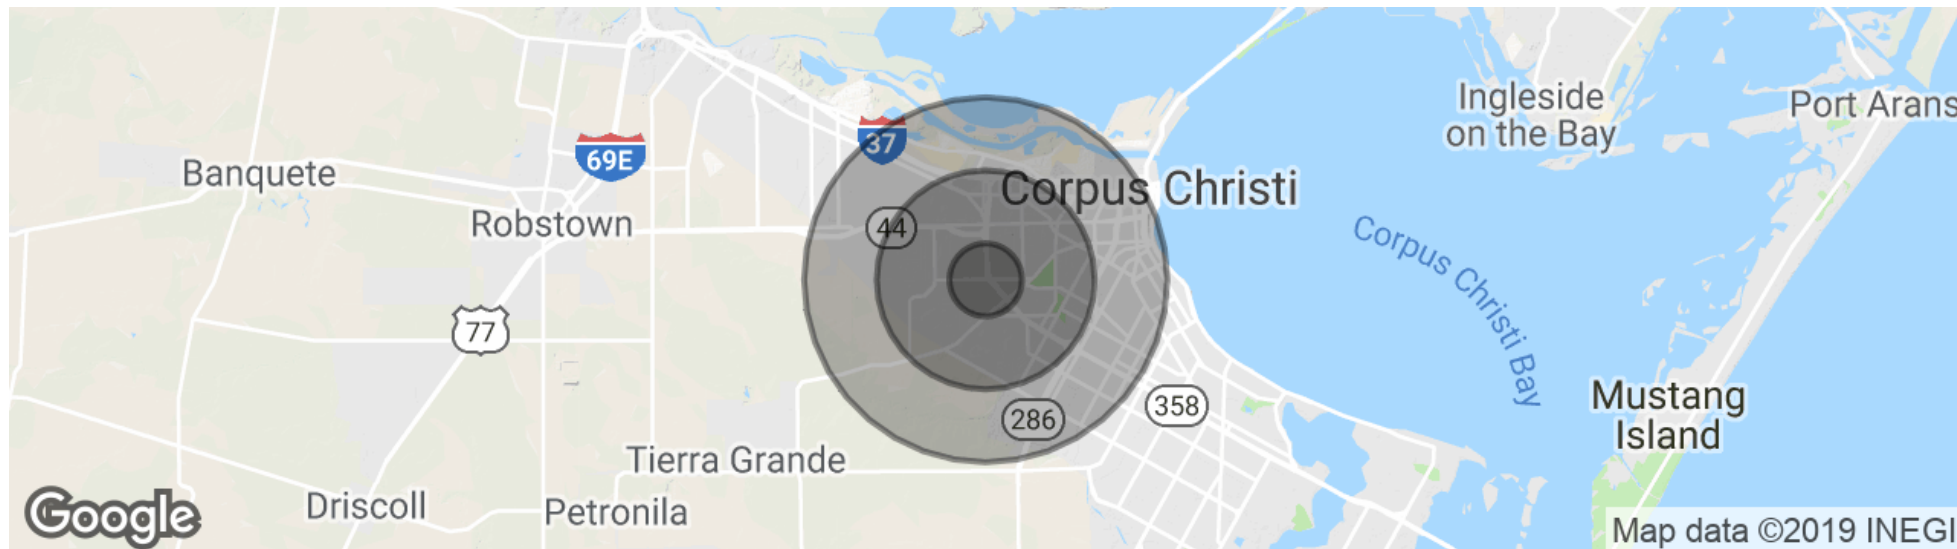 Ingleside
on the Bay
Port Arans
37
69E
Banquete
Corpus Christi
Robstown
44
Corpus Christi Bay
77
Mustang
Island
358
286
Tierra Grande
Driscoll
Petronila
Google
Map data ©2019 INEGI